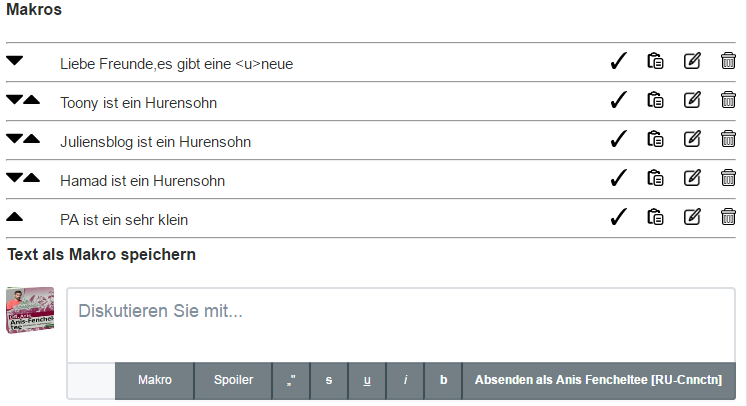 Makros
Liebe Freunde,es gibt eine <u>neue
Toony ist ein Hurensohn
Juliensblog ist ein Hurensohn
Hamad ist ein Hurensohn
PA ist ein sehr klein
Text als Makro speichern
Anis-Fenchel
tee
Diskutieren Sie mit...
Makro Spoiler „" s u i b Absenden als Anis Fencheltee [RU-Cnnctn]